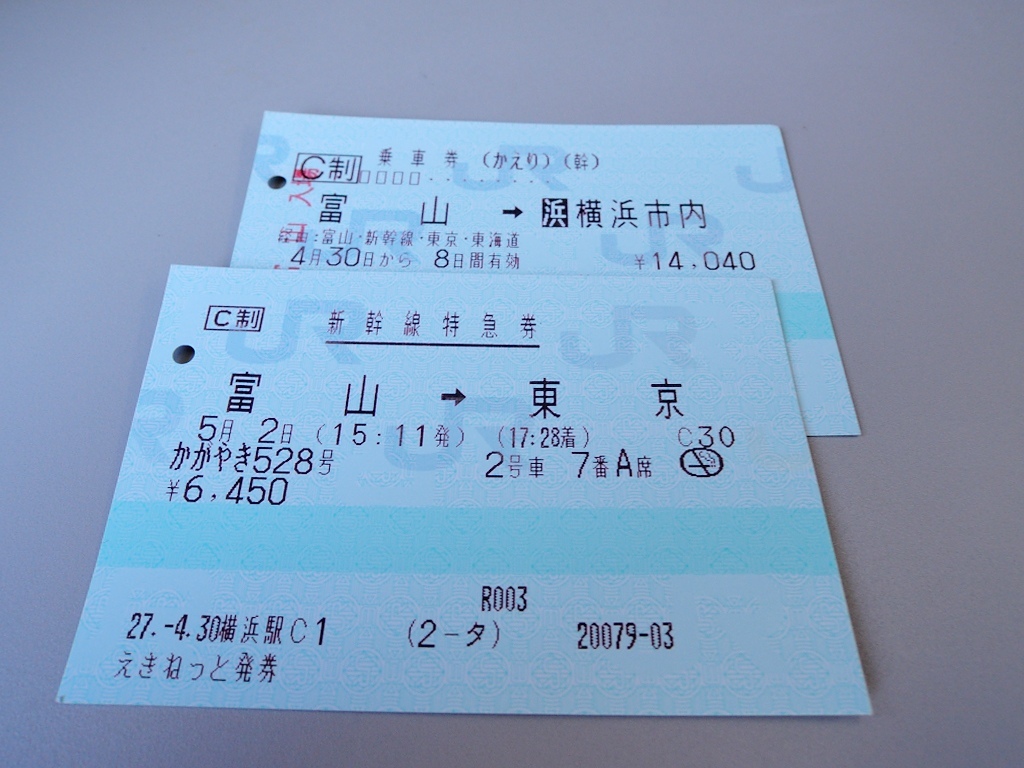 乗車券 (かえり) (幹)
C制
富山 → 浜 横浜市内
経由:富山・新幹線・東京・東海道
4月30日から 8日間有効
¥14,040
C制 新幹線特急券
富山 → 東京
5月 2日 (15:11発) (17:28着) C30
かがやき528号 2号車 7番A席
¥6,450
R003
27.-4.30横浜駅C1 (2-タ) 20079-03
えきねっと発券